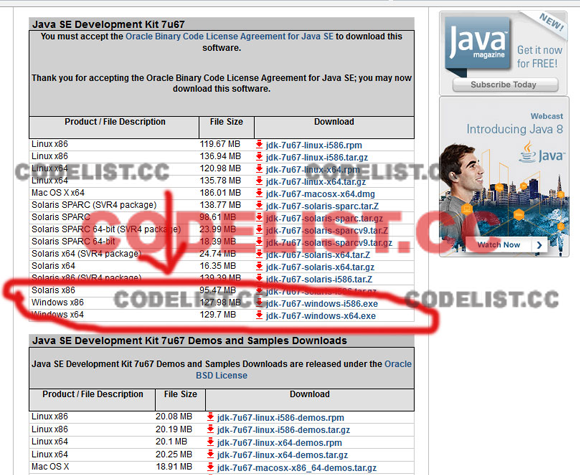 Java SE Development Kit 7u67
You must accept the Oracle Binary Code License Agreement for Java SE to download this
software.
Thank you for accepting the Oracle Binary Code License Agreement for Java SE; you may now
download this software.
Product / File Description File Size Download
Linux x86 119.67 MB jdk-7u67-linux-i586.rpm
Linux x86 136.94 MB jdk-7u67-linux-i586.tar.gz
Linux x64 120.98 MB jdk-7u67-linux-x64.rpm
Linux x64 135.78 MB jdk-7u67-linux-x64.tar.gz
Mac OS X x64 186.01 MB jdk-7u67-macosx-x64.dmg
Solaris SPARC (SVR4 package) 138.77 MB jdk-7u67-solaris-sparc.tar.Z
Solaris SPARC 98.61 MB jdk-7u67-solaris-sparc.tar.gz
Solaris SPARC 64-bit (SVR4 package) 23.99 MB jdk-7u67-solaris-sparcv9.tar.Z
Solaris SPARC 64-bit 18.39 MB jdk-7u67-solaris-sparcv9.tar.gz
Solaris x64 (SVR4 package) 24.74 MB jdk-7u67-solaris-x64.tar.Z
Solaris x64 16.35 MB jdk-7u67-solaris-x64.tar.gz
Solaris x86 (SVR4 package) 139.39 MB jdk-7u67-solaris-i586.tar.Z
Solaris x86 95.47 MB jdk-7u67-solaris-i586.tar.gz
Windows x86 127.98 MB jdk-7u67-windows-i586.exe
Windows x64 129.7 MB jdk-7u67-windows-x64.exe
CODELIST.CC
CODELIST.CC
CODELIST.CC
CODELIST.CC
CODELIST.CC
Java SE Development Kit 7u67 Demos and Samples Downloads
Java SE Development Kit 7u67 Demos and Samples Downloads are released under the Oracle
BSD License
Product / File Description File Size Download
Linux x86 20.08 MB jdk-7u67-linux-i586-demos.rpm
Linux x86 20.19 MB jdk-7u67-linux-i586-demos.tar.gz
Linux x64 20.1 MB jdk-7u67-linux-x64-demos.rpm
Linux x64 20.25 MB jdk-7u67-linux-x64-demos.tar.gz
Mac OS X 18.91 MB jdk-7u67-macosx-x86_64-demos.tar.gz
NEW!
Java
magazine
Get it now
for FREE!
Subscribe Today
Webcast
Introducing Java 8
Java
Watch Now